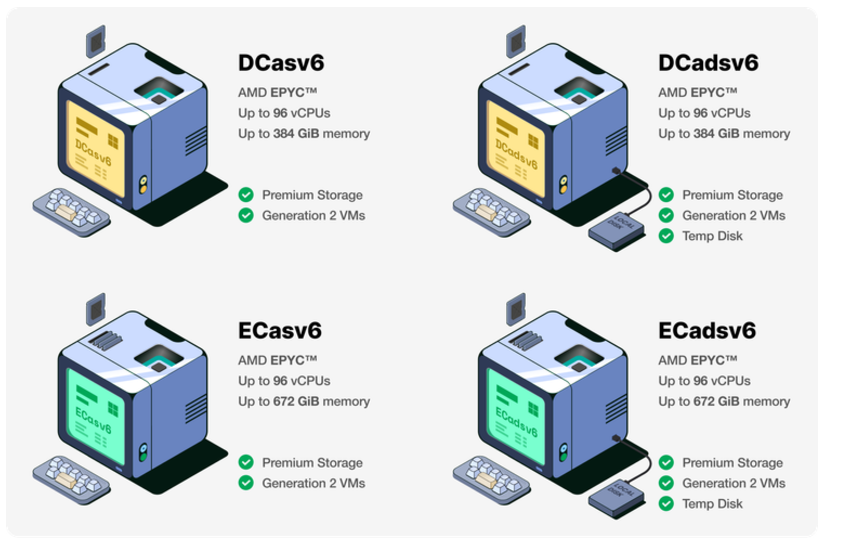 DCasv6
AMD EPYC™
Up to 96 vCPUs
Up to 384 GiB memory
Premium Storage
Generation 2 VMs
DCasv6
DCadsv6
AMD EPYC™
Up to 96 vCPUs
Up to 384 GiB memory
Premium Storage
Generation 2 VMs
Temp Disk
DCadsv6
LOCAL
DISK
ECasv6
AMD EPYC™
Up to 96 vCPUs
Up to 672 GiB memory
Premium Storage
Generation 2 VMs
ECasv6
ECadsv6
AMD EPYC™
Up to 96 vCPUs
Up to 672 GiB memory
Premium Storage
Generation 2 VMs
Temp Disk
ECadsv6
LOCAL
DISK